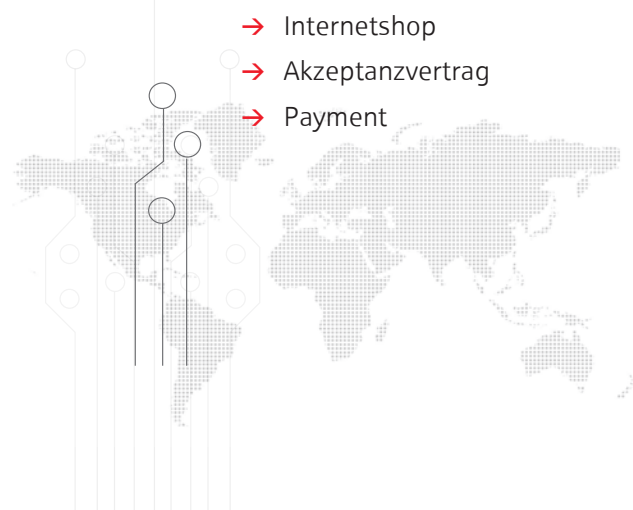 → Internetshop
→ Akzeptanzvertrag
→ Payment